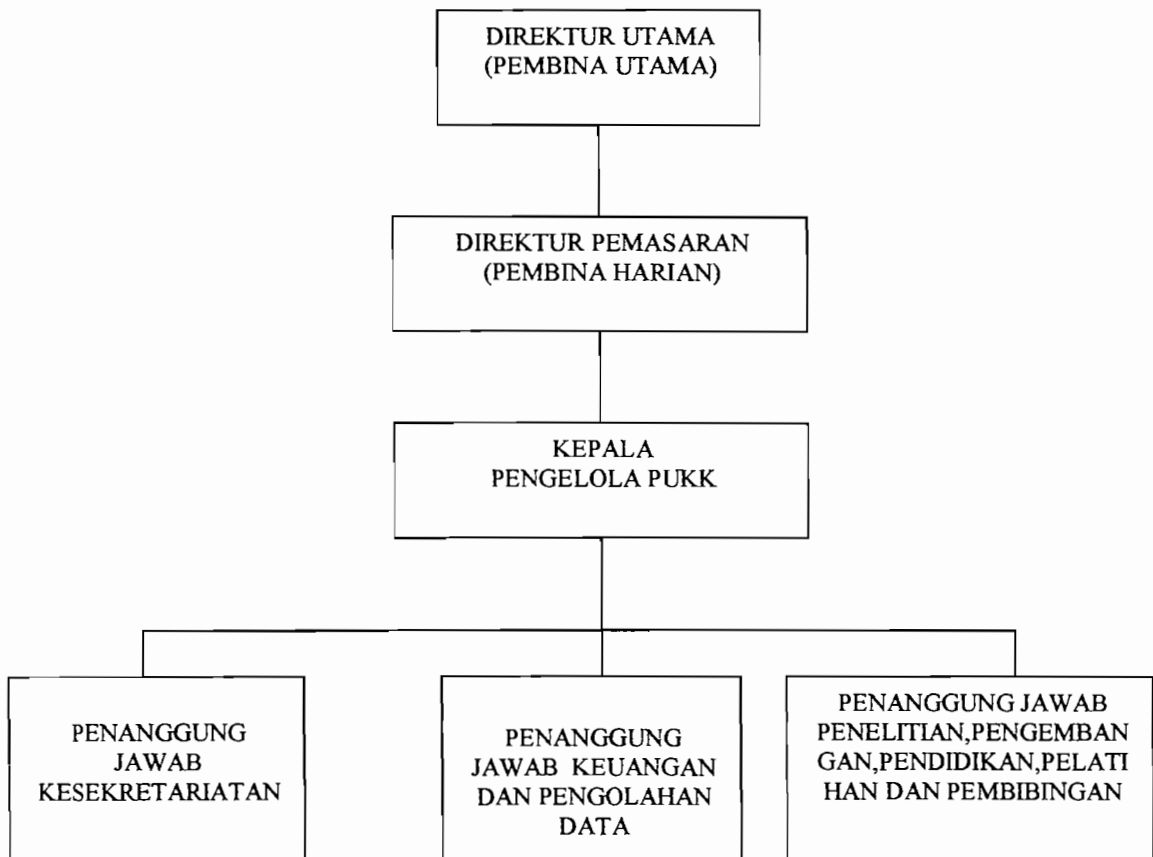 DIREKTUR UTAMA
(PEMBINA UTAMA)
DIREKTUR PEMASARAN
(PEMBINA HARIAN)
KEPALA
PENGELOLA PUKK
PENANGGUNG
JAWAB
KESEKRETARIATAN
PENANGGUNG
JAWAB KEUANGAN
DAN PENGOLAHAN
DATA
PENANGGUNG JAWAB
PENELITIAN,PENGEMBAN
GAN,PENDIDIKAN,PELATI
HAN DAN PEMBIBINGAN